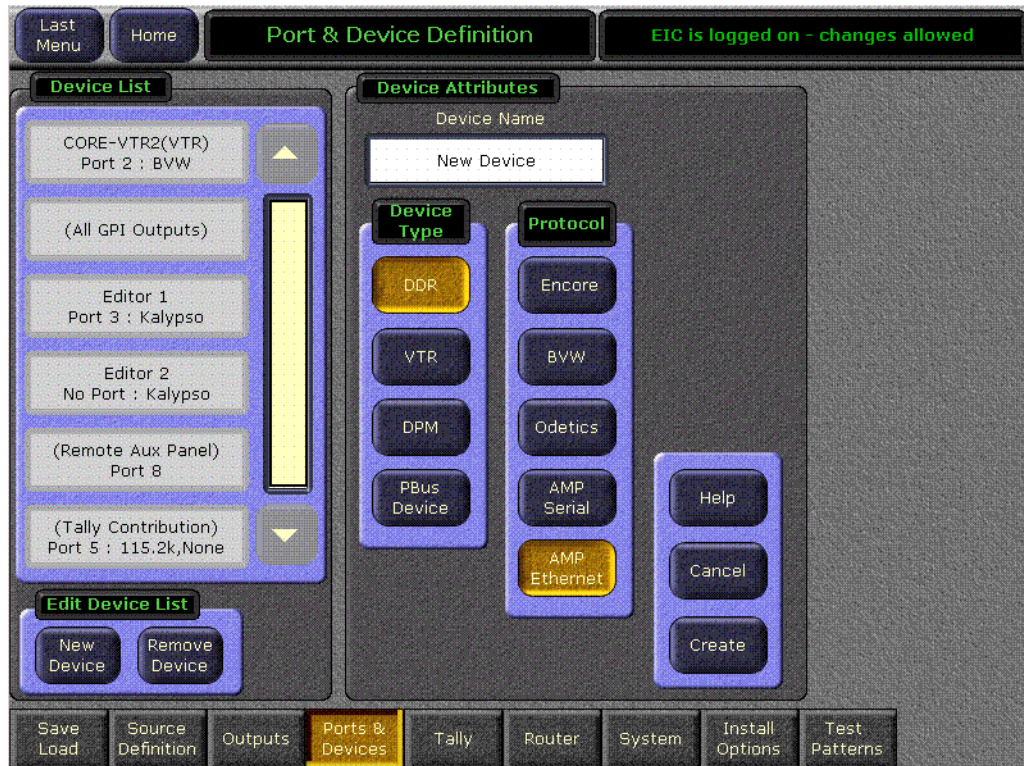 Last
Menu
Home
Port & Device Definition
EIC is logged on - changes allowed
Device List
CORE-VTR2(VTR)
Port 2 : BVW
(All GPI Outputs)
Editor 1
Port 3 : Kalypso
Editor 2
No Port : Kalypso
(Remote Aux Panel)
Port 8
(Tally Contribution)
Port 5 : 115.2k,None
Edit Device List
New
Device
Remove
Device
Device Attributes
Device Name
New Device
Device
Type
DDR
VTR
DPM
PBus
Device
Protocol
Encore
BVW
Odetics
AMP
Serial
AMP
Ethernet
Help
Cancel
Create
Save
Load
Source
Definition
Outputs
Ports &
Devices
Tally
Router
System
Install
Options
Test
Patterns